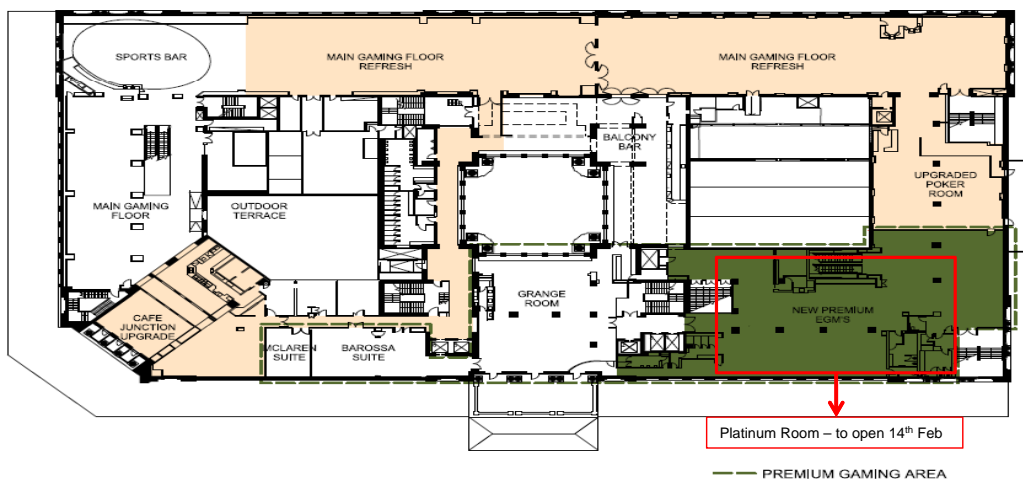 SPORTS BAR
MAIN GAMING FLOOR
REFRESH
MAIN GAMING FLOOR
REFRESH
BALCONY
BAR
UPGRADED
POKER
ROOM
MAIN GAMING
FLOOR
OUTDOOR
TERRACE
GRANGE
ROOM
NEW PREMIUM
EGM'S
CAFE
JUNCTION
UPGRADE
MCLAREN
SUITE
BAROSSA
SUITE
Platinum Room – to open 14th Feb
PREMIUM GAMING AREA